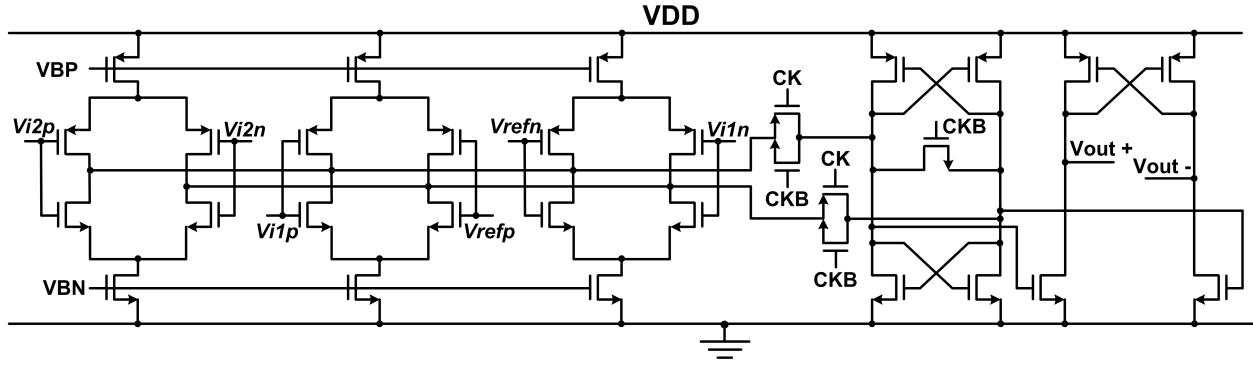 VDD
VBP
Vi2p
Vi2n
Vrefn
Vi1n
CK
CKB
Vout +
Vout -
CK
CKB
Vi1p
Vrefp
VBN
CKB